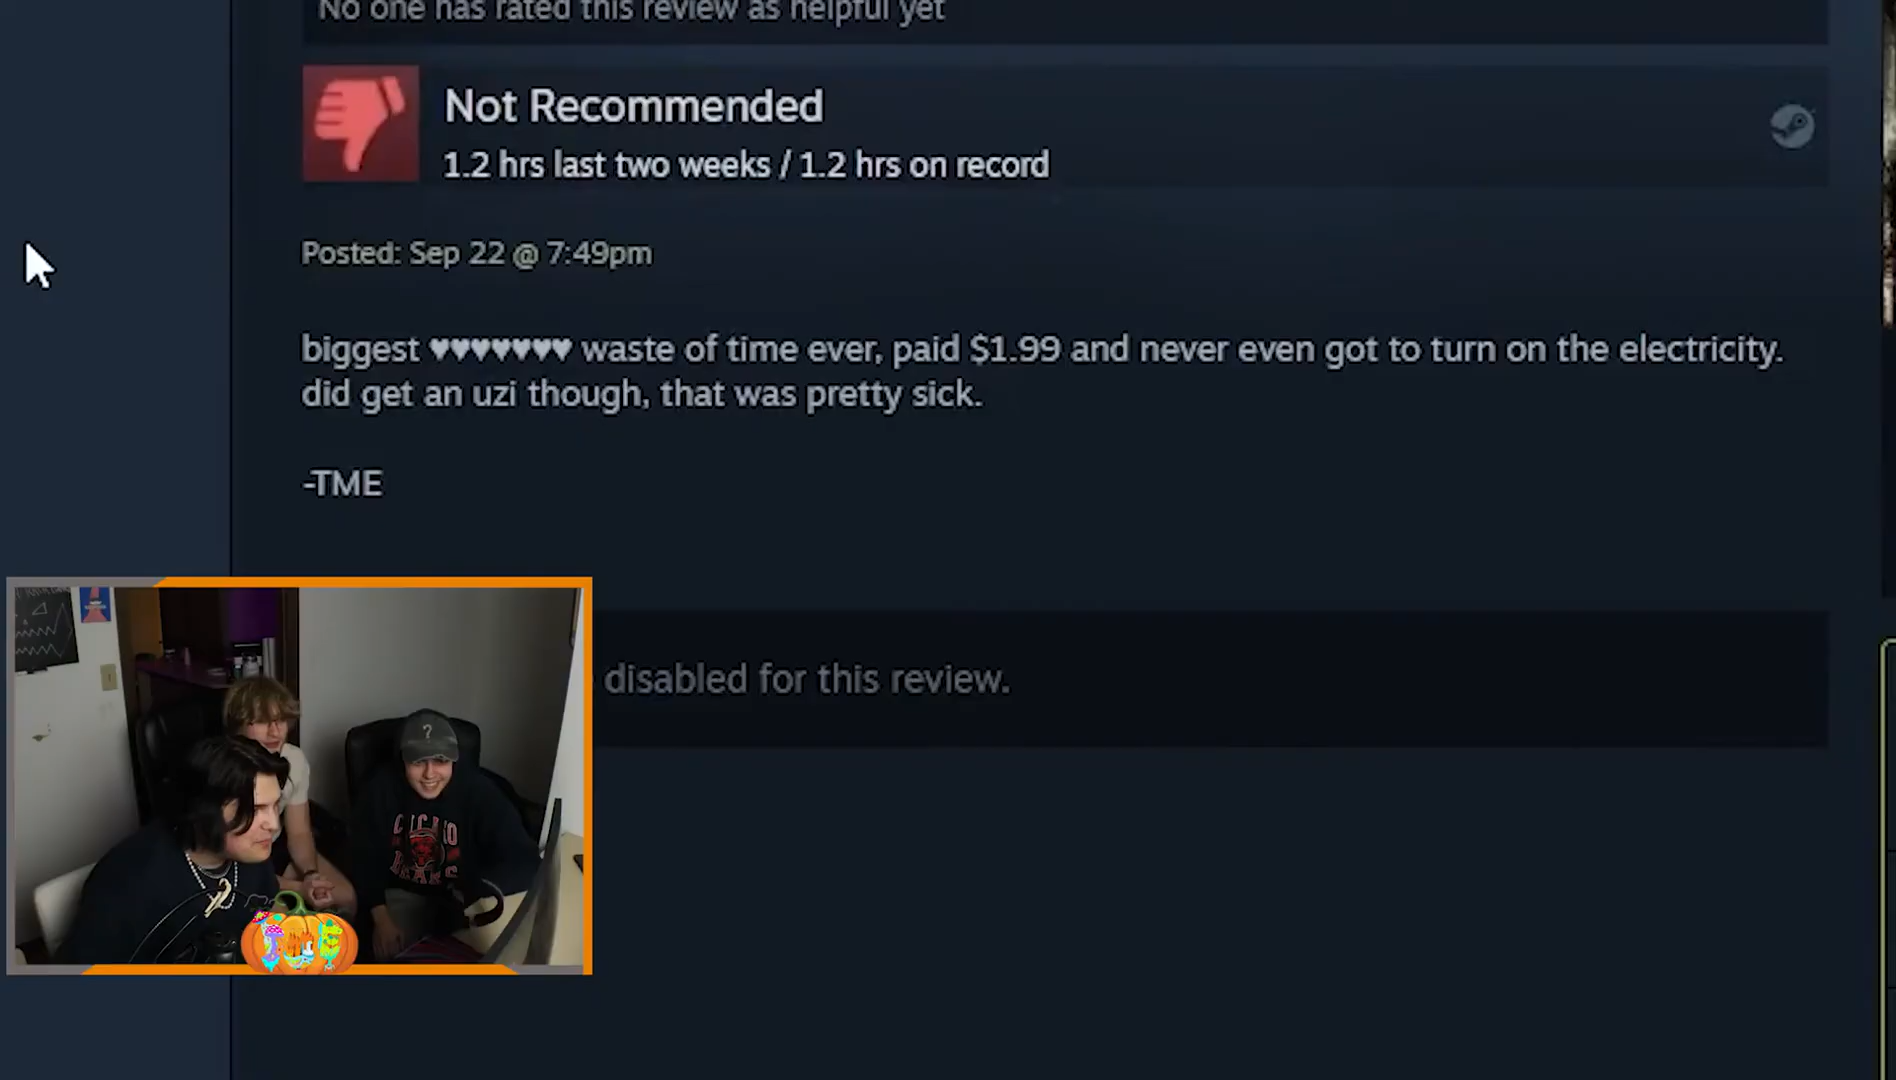 No one has rated this review as helpful yet
Not Recommended
1.2 hrs last two weeks / 1.2 hrs on record
Posted: Sep 22 @ 7:49pm
biggest ♥♥♥♥♥♥♥ waste of time ever, paid $1.99 and never even got to turn on the electricity.
did get an uzi though, that was pretty sick.
-TME
disabled for this review.
?
BEARS